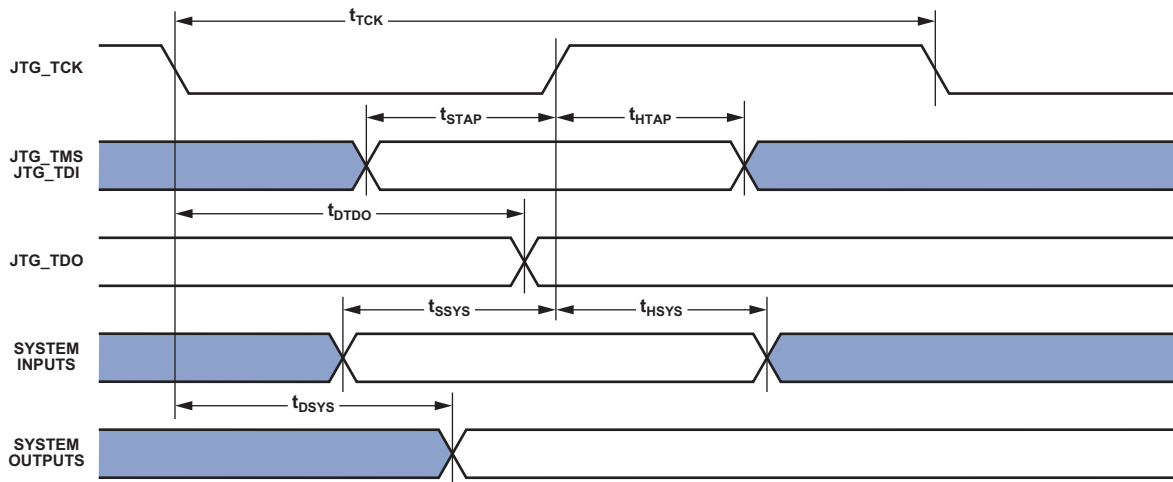 tTCK
JTG_TCK
tSTAP
tHTAP
JTG_TMS
JTG_TDI
tDTDO
JTG_TDO
tSSYS
tHSYS
SYSTEM
INPUTS
tDSYS
SYSTEM
OUTPUTS